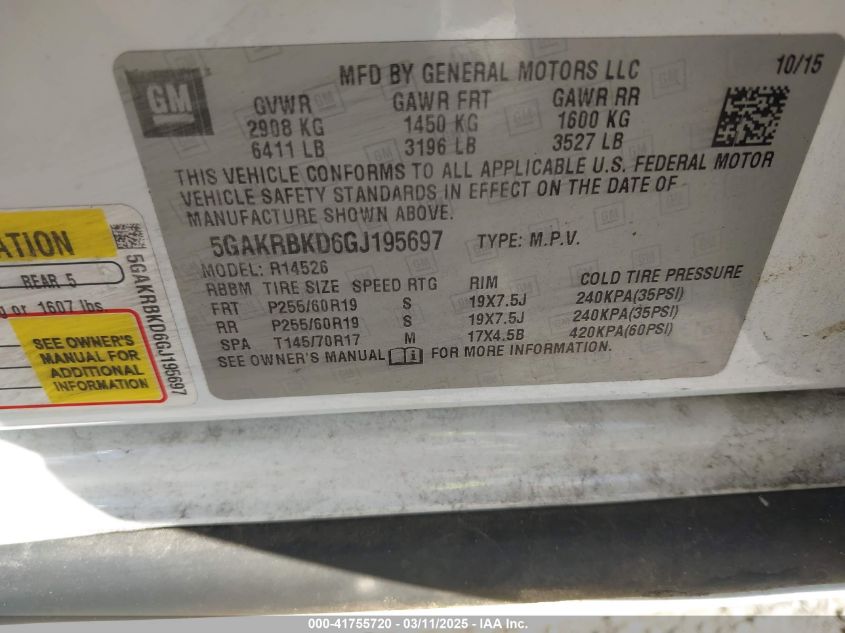 MFD BY GENERAL MOTORS LLC
10/15
GM
GVWR GAWR FRT GAWR RR
2908 KG 1450 KG 1600 KG
6411 LB 3196 LB 3527 LB
THIS VEHICLE CONFORMS TO ALL APPLICABLE U.S. FEDERAL MOTOR
VEHICLE SAFETY STANDARDS IN EFFECT ON THE DATE OF
MANUFACTURE SHOWN ABOVE.
5GAKRBKD6GJ195697 TYPE: M.P.V.
MODEL: R14526
RBBM TIRE SIZE SPEED RTG RIM COLD TIRE PRESSURE
FRT P255/60R19 S 19X7.5J 240KPA(35PSI)
RR P255/60R19 S 19X7.5J 240KPA(35PSI)
SPA T145/70R17 M 17X4.5B 420KPA(60PSI)
SEE OWNER'S MANUAL FOR MORE INFORMATION.
REAR 5
or 1607 lbs.
SEE OWNER'S
MANUAL FOR
ADDITIONAL
INFORMATION
5GAKRBKD6GJ195697
000-41755720 - 03/11/2025 - IAA Inc.